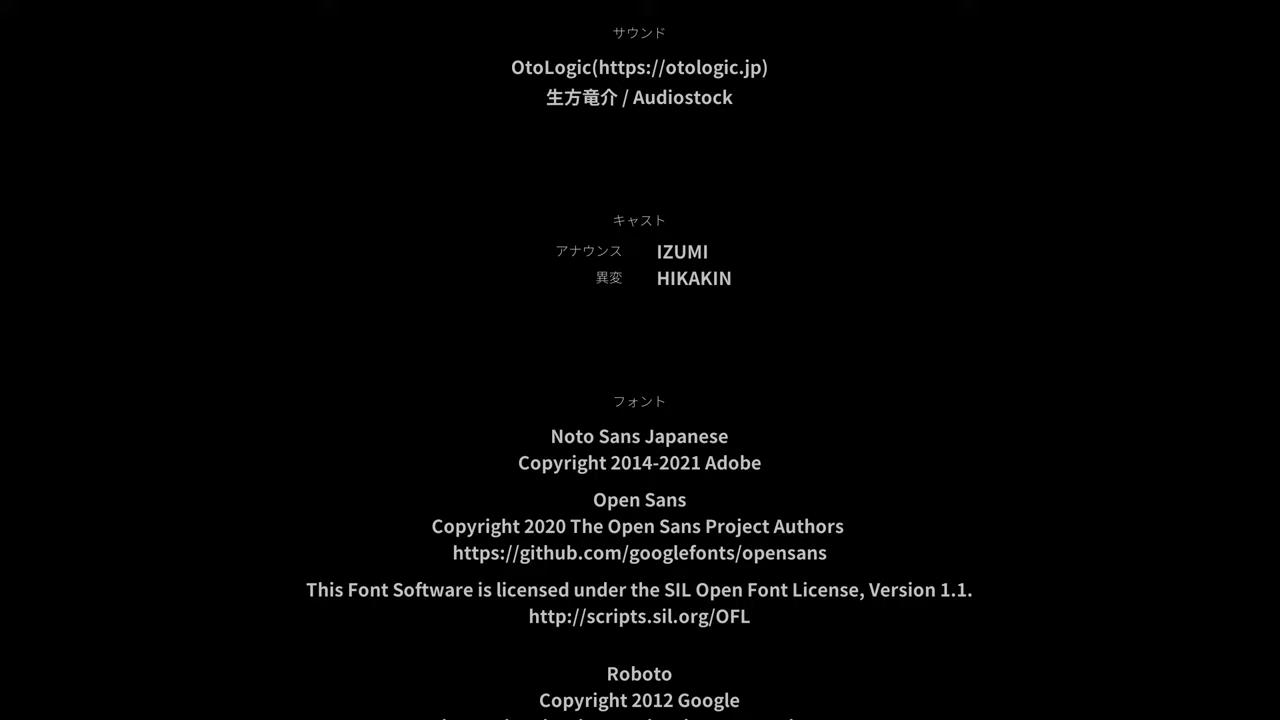 サウンド
OtoLogic(https://otologic.jp)
生方竜介 / Audiostock
キャスト
アナウンス IZUMI
異変 HIKAKIN
フォント
Noto Sans Japanese
Copyright 2014-2021 Adobe
Open Sans
Copyright 2020 The Open Sans Project Authors
https://github.com/googlefonts/opensans
This Font Software is licensed under the SIL Open Font License, Version 1.1.
http://scripts.sil.org/OFL
Roboto
Copyright 2012 Google